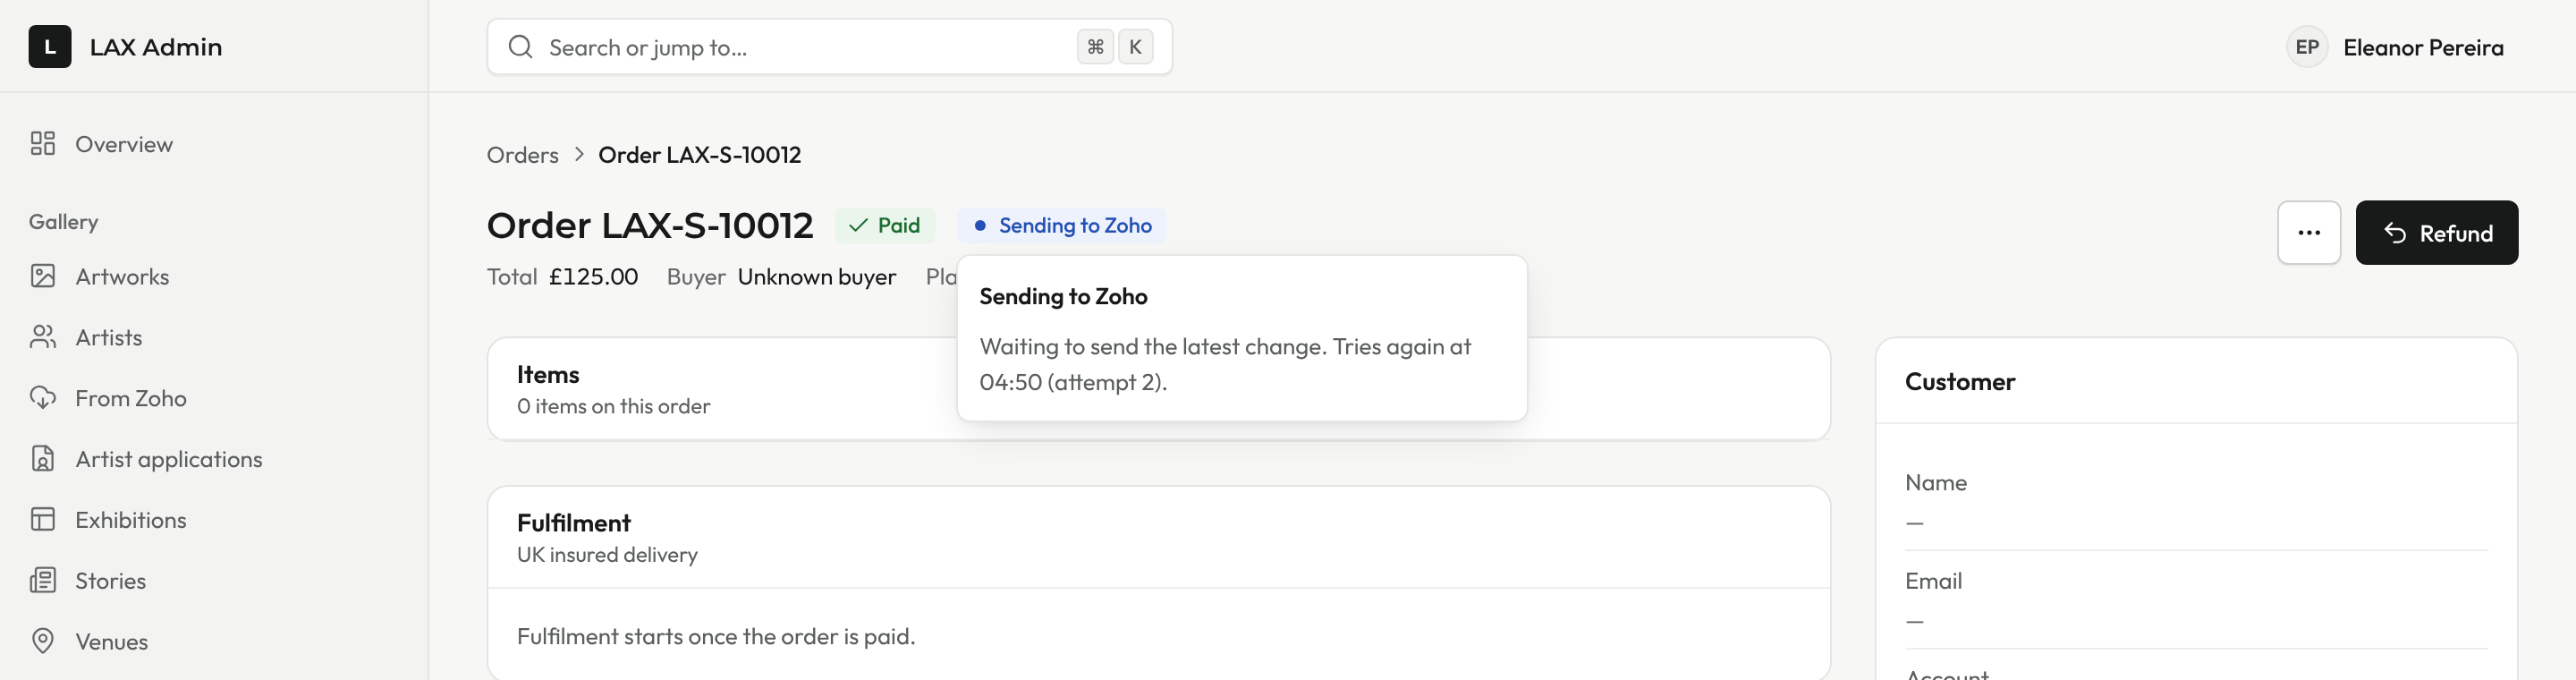 L LAX Admin
Search or jump to...
⌘ K
EP Eleanor Pereira
Overview
Gallery
Artworks
Artists
From Zoho
Artist applications
Exhibitions
Stories
Venues
Orders > Order LAX-S-10012
Order LAX-S-10012
Paid
Sending to Zoho
... Refund
Total £125.00 Buyer Unknown buyer Pla
Sending to Zoho
Waiting to send the latest change. Tries again at
04:50 (attempt 2).
Items
0 items on this order
Fulfilment
UK insured delivery
Fulfilment starts once the order is paid.
Customer
Name
—
Email
—
Account